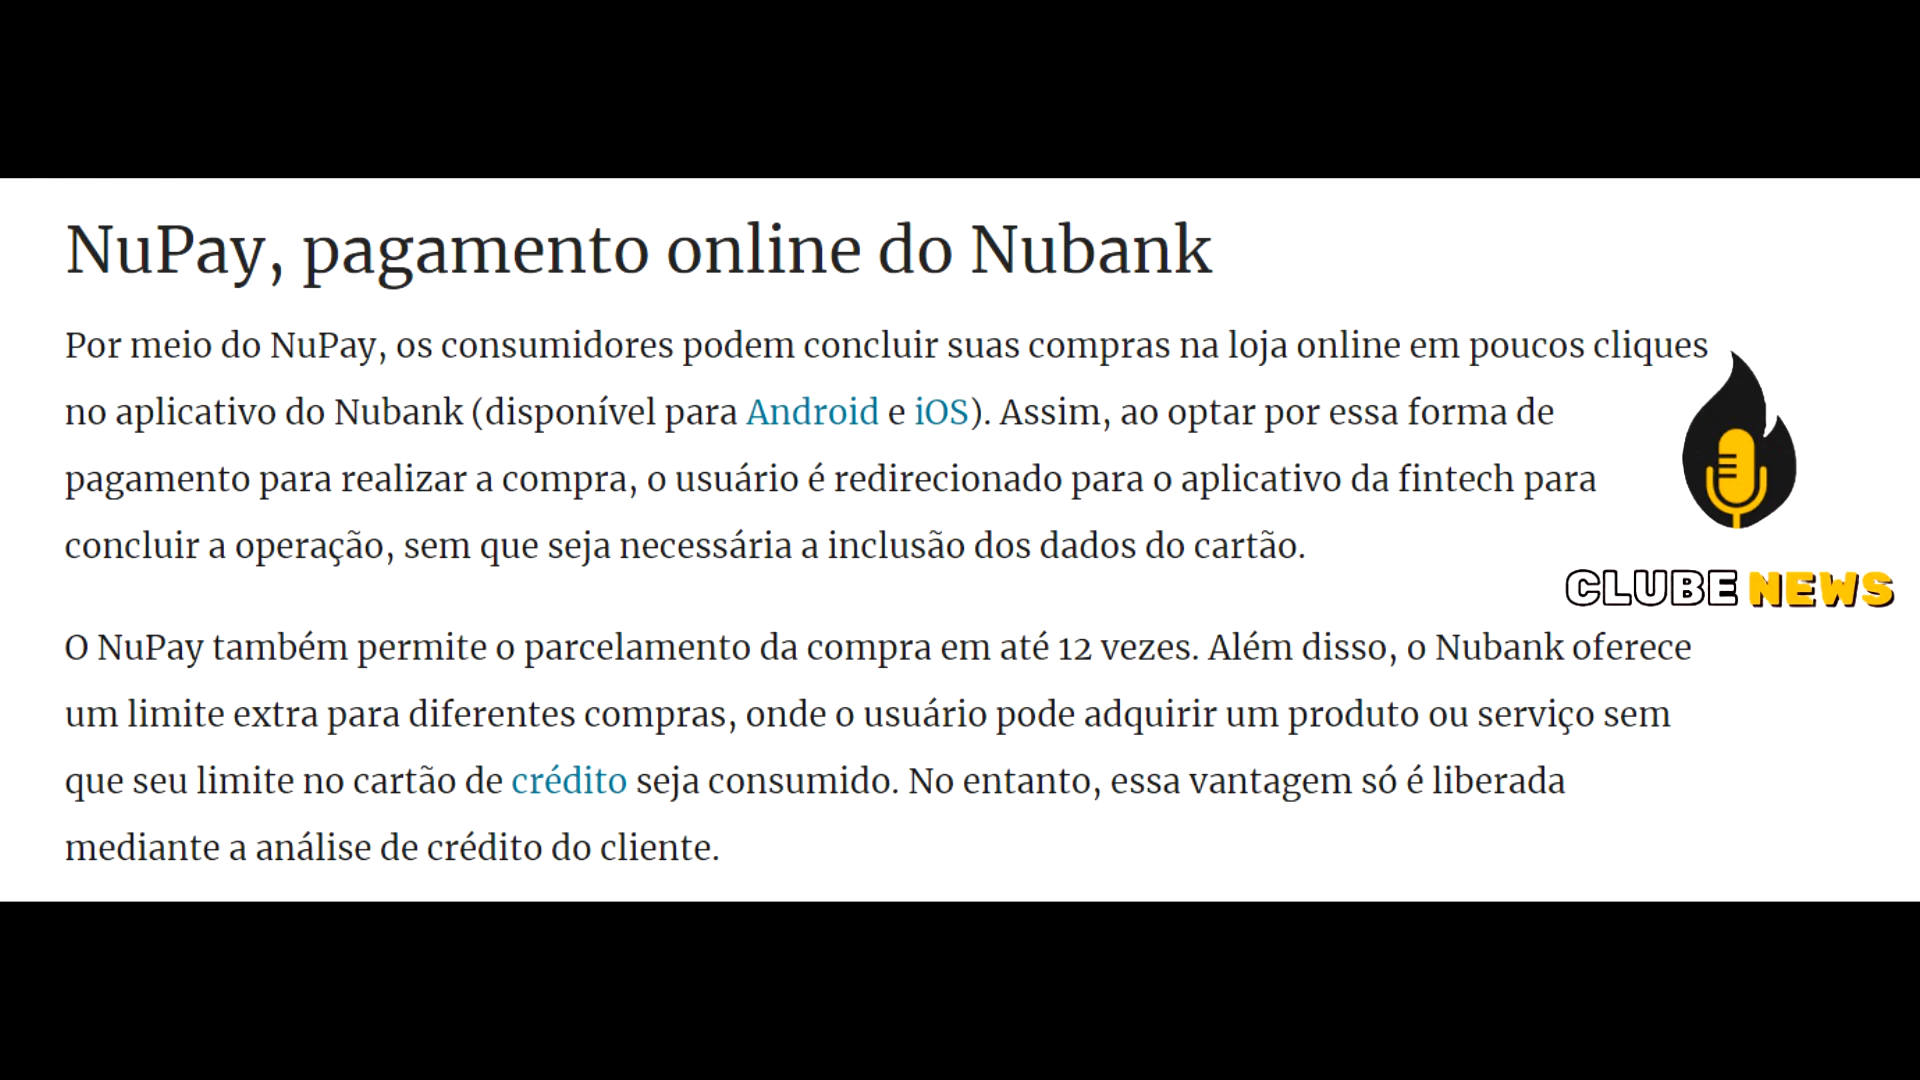 NuPay, pagamento online do Nubank
Por meio do NuPay, os consumidores podem concluir suas compras na loja online em poucos cliques
no aplicativo do Nubank (disponível para Android e iOS). Assim, ao optar por essa forma de
pagamento para realizar a compra, o usuário é redirecionado para o aplicativo da fintech para
concluir a operação, sem que seja necessária a inclusão dos dados do cartão.
CLUBE NEWS
O NuPay também permite o parcelamento da compra em até 12 vezes. Além disso, o Nubank oferece
um limite extra para diferentes compras, onde o usuário pode adquirir um produto ou serviço sem
que seu limite no cartão de crédito seja consumido. No entanto, essa vantagem só é liberada
mediante a análise de crédito do cliente.